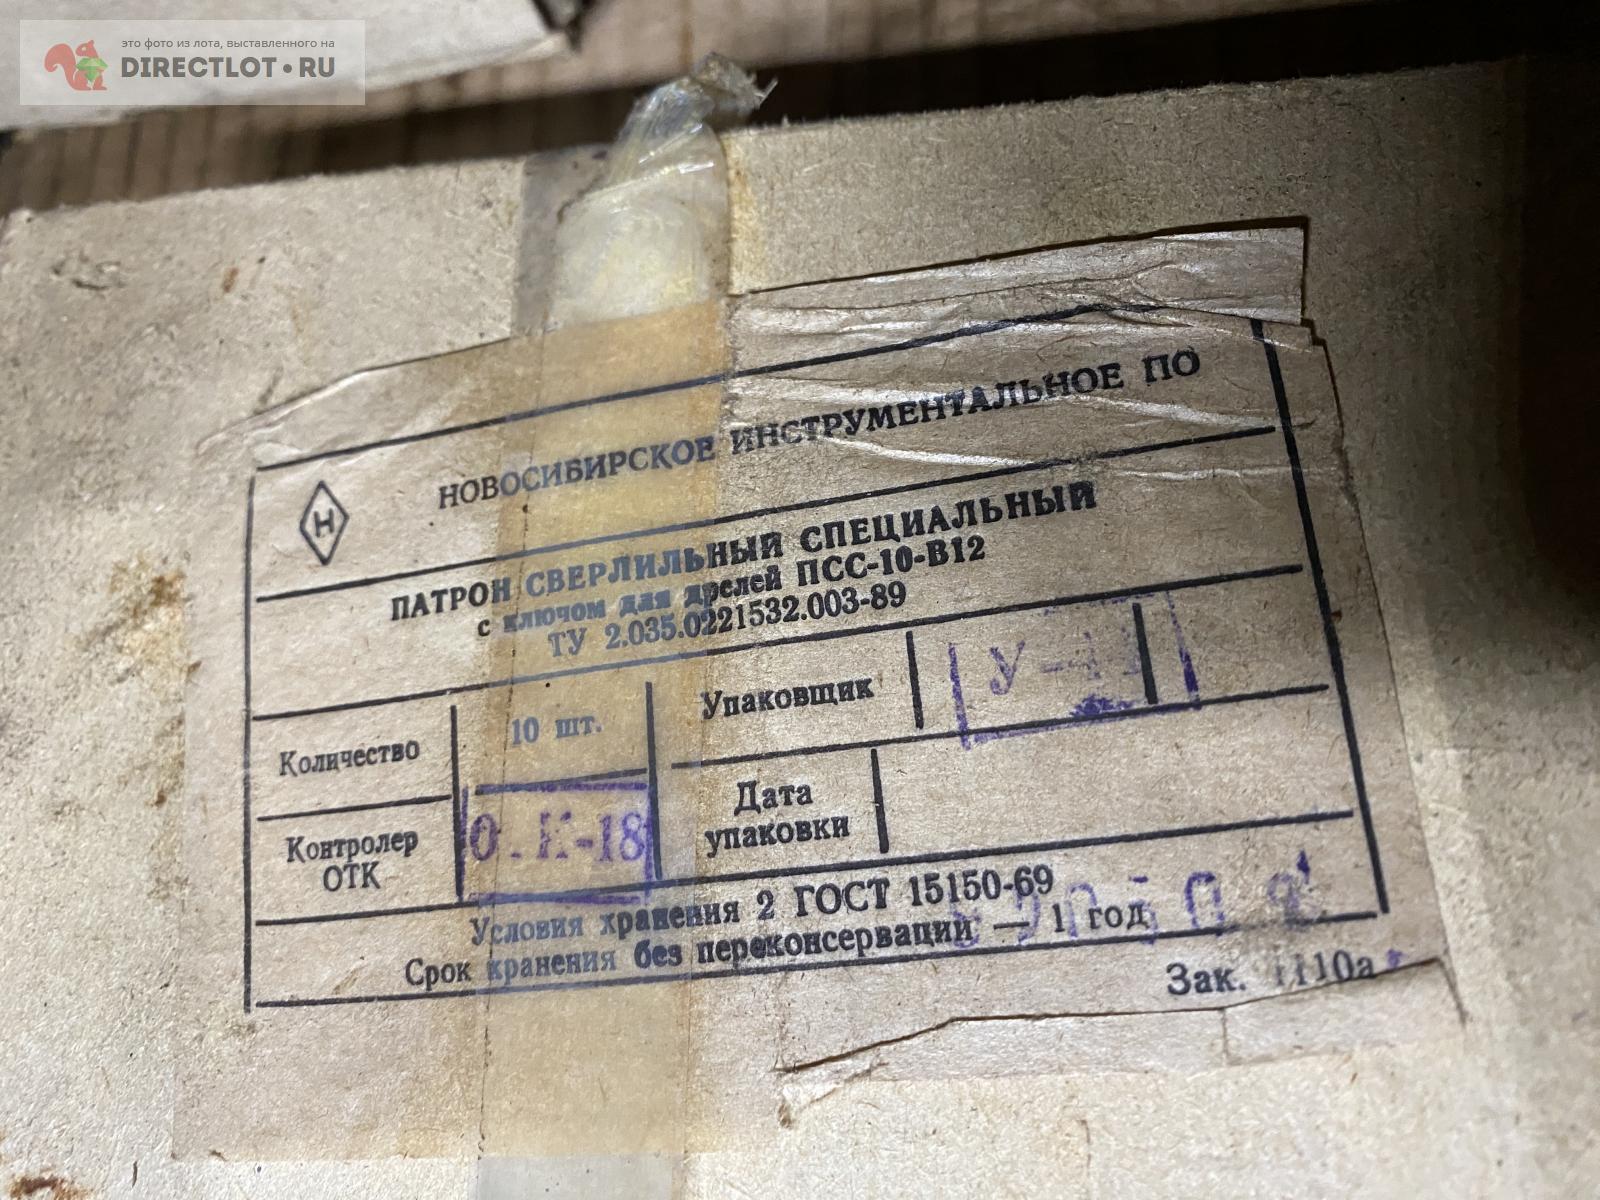 это фото из лота, выставленного на
DIRECTLOT•RU
НОВОСИБИРСКОЕ ИНСТРУМЕНТАЛЬНОЕ ПО
Н
ПАТРОН СВЕРЛИЛЬНЫЙ СПЕЦИАЛЬНЫЙ
с ключом для дрелей ПСС-10-В12
ТУ 2.035.0221532.003-89
Количество 10 шт. Упаковщик
Контролер ОТК
Дата упаковки
Условия хранения 2 ГОСТ 15150-69
Срок хранения без переконсервации — 1 год
Зак. 1110а